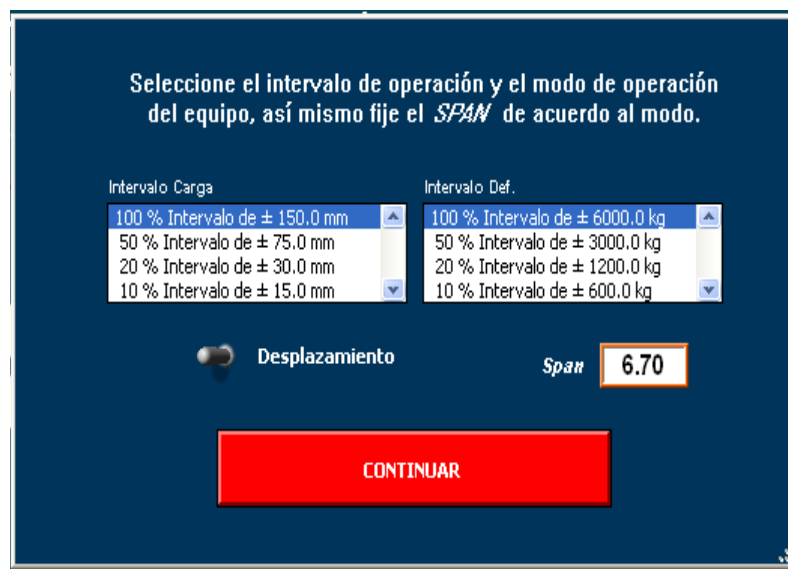 Seleccione el intervalo de operación y el modo de operación
del equipo, así mismo fije el SPAN de acuerdo al modo.
Intervalo Carga
100 % Intervalo de ± 150.0 mm
50 % Intervalo de ± 75.0 mm
20 % Intervalo de ± 30.0 mm
10 % Intervalo de ± 15.0 mm
Intervalo Def.
100 % Intervalo de ± 6000.0 kg
50 % Intervalo de ± 3000.0 kg
20 % Intervalo de ± 1200.0 kg
10 % Intervalo de ± 600.0 kg
Desplazamiento
Span 6.70
CONTINUAR